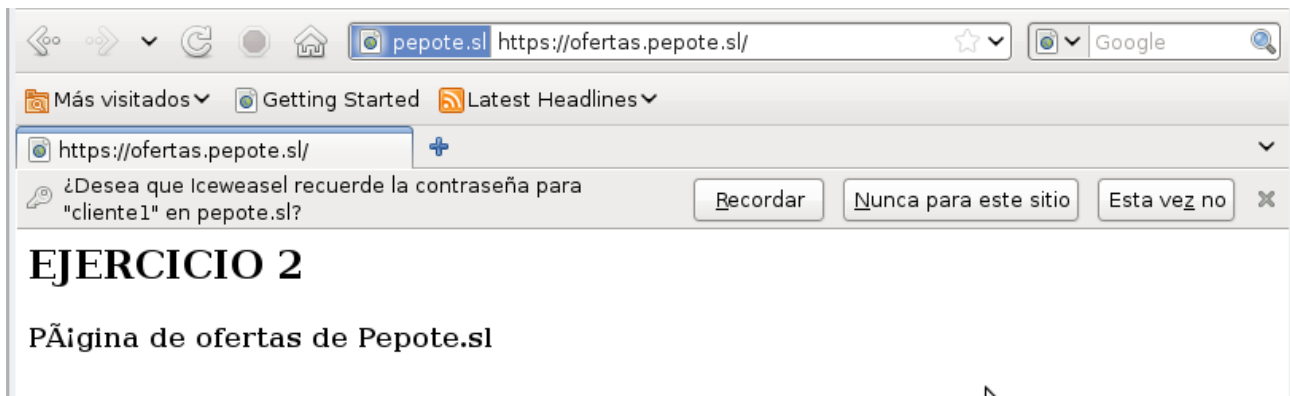 pepote.sl https://ofertas.pepote.sl/ Google
Más visitados Getting Started Latest Headlines
https://ofertas.pepote.sl/
¿Desea que Iceweasel recuerde la contraseña para
"cliente1" en pepote.sl?
Recordar Nunca para este sitio Esta vez no
EJERCICIO 2
PÃ¡gina de ofertas de Pepote.sl